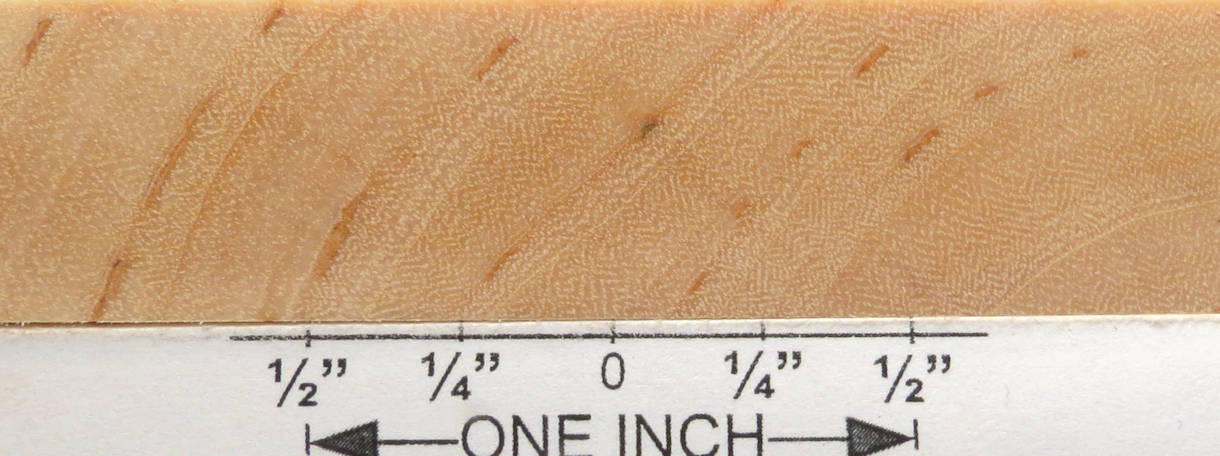 ½” ¼” 0 ¼” ½”
ONE INCH